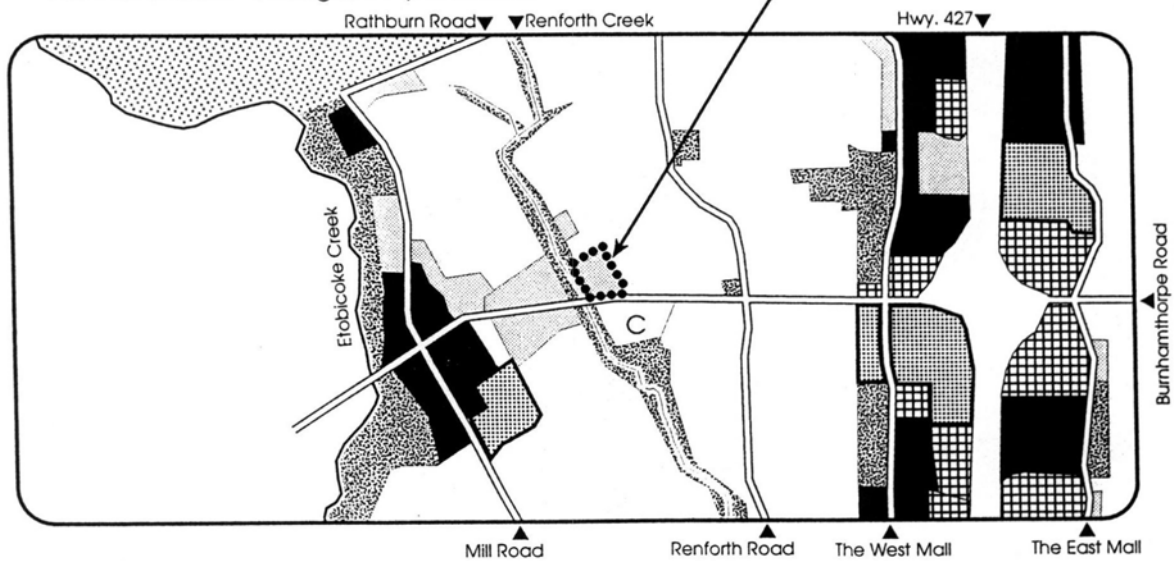 Rathburn Road
Renforth Creek
Hwy. 427
Etobicoke Creek
C
Burnhamthorpe Road
Mill Road
Renforth Road
The West Mall
The East Mall